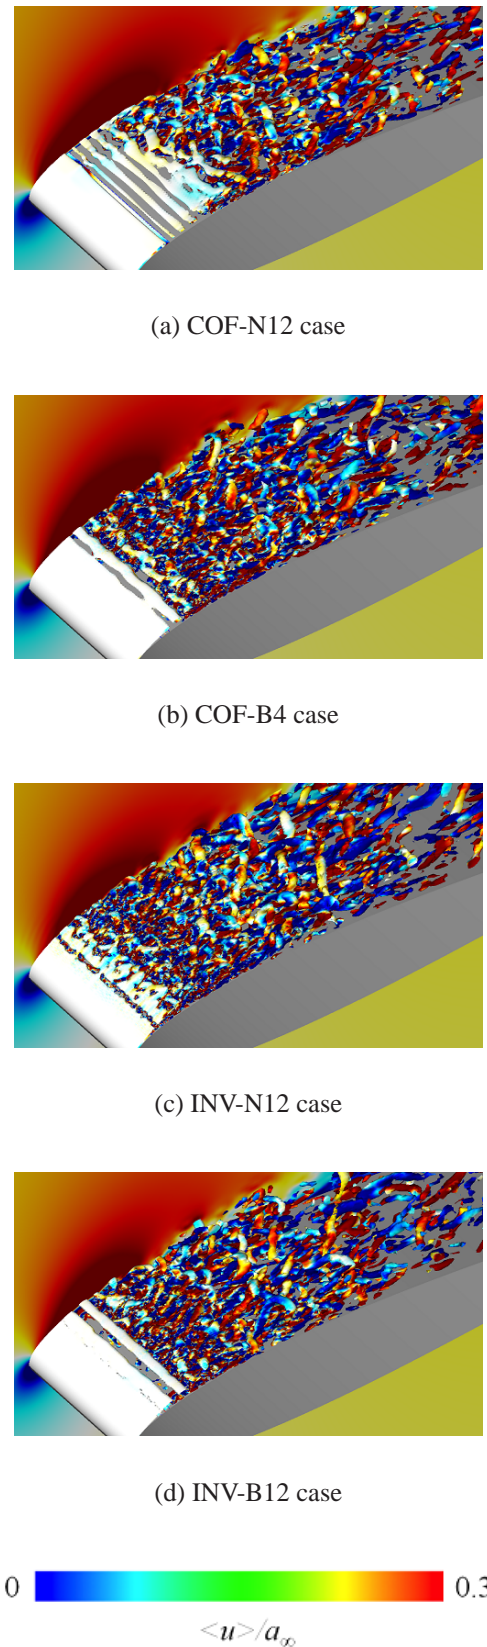 (a) COF-N12 case
(b) COF-B4 case
(c) INV-N12 case
(d) INV-B12 case
0 0.3
<u>/a∞